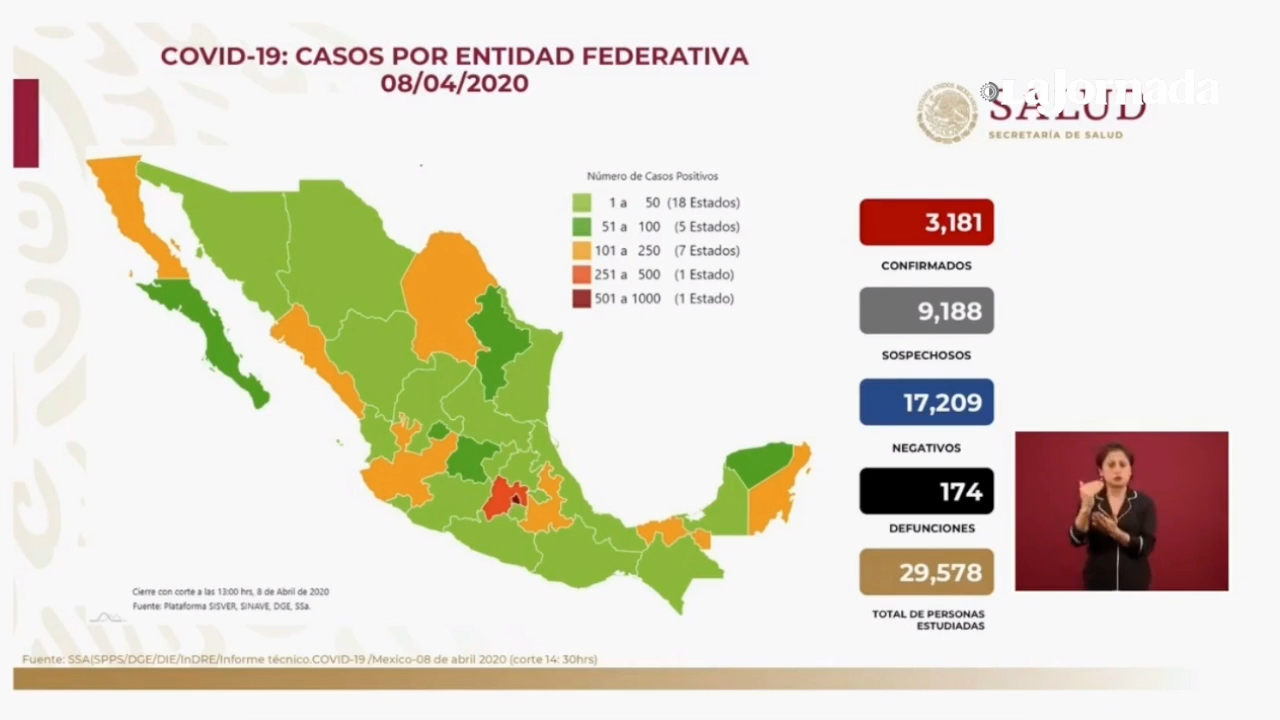 COVID-19: CASOS POR ENTIDAD FEDERATIVA
08/04/2020
La Jornada
SALUD
SECRETARÍA DE SALUD
Número de Casos Positivos
1 a 50 (18 Estados)
51 a 100 (5 Estados)
101 a 250 (7 Estados)
251 a 500 (1 Estado)
501 a 1000 (1 Estado)
3,181
CONFIRMADOS
9,188
SOSPECHOSOS
17,209
NEGATIVOS
174
DEFUNCIONES
29,578
TOTAL DE PERSONAS
ESTUDIADAS
Cierre con corte a las 13:00 hrs, 8 de Abril de 2020
Fuente: Plataforma SISVER, SINAVE, DGE, SSa.
Fuente: SSA(SPPS/DGE/DIE/InDRE/Informe técnico.COVID-19 /Mexico-08 de abril 2020 (corte 14: 30hrs)